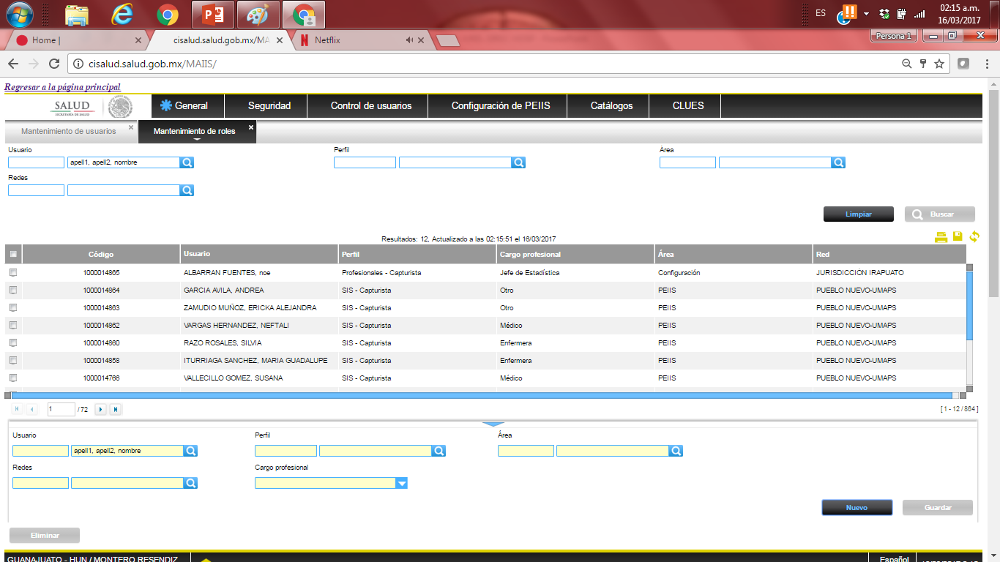 ES
02:15 a.m.
16/03/2017
Home |
cisalud.salud.gob.mx/MA
Netflix
Persona 1
cisalud.salud.gob.mx/MAIIS/
Regresar a la página principal
SALUD
SECRETARÍA DE SALUD
General Seguridad Control de usuarios Configuración de PEIIS Catálogos CLUES
Mantenimiento de usuarios Mantenimiento de roles
Usuario Perfil Área
apell1, apell2, nombre
Redes
Limpiar Buscar
Resultados: 12, Actualizado a las 02:15:51 el 16/03/2017
Código Usuario Perfil Cargo profesional Área Red
1000014865 ALBARRAN FUENTES, noe Profesionales - Capturista Jefe de Estadística Configuración JURISDICCIÓN IRAPUATO
1000014864 GARCIA AVILA, ANDREA SIS - Capturista Otro PEIIS PUEBLO NUEVO-UMAPS
1000014863 ZAMUDIO MUÑOZ, ERICKA ALEJANDRA SIS - Capturista Otro PEIIS PUEBLO NUEVO-UMAPS
1000014862 VARGAS HERNANDEZ, NEFTALI SIS - Capturista Médico PEIIS PUEBLO NUEVO-UMAPS
1000014860 RAZO ROSALES, SILVIA SIS - Capturista Enfermera PEIIS PUEBLO NUEVO-UMAPS
1000014858 ITURRIAGA SANCHEZ, MARIA GUADALUPE SIS - Capturista Enfermera PEIIS PUEBLO NUEVO-UMAPS
1000014766 VALLECILLO GOMEZ, SUSANA SIS - Capturista Médico PEIIS PUEBLO NUEVO-UMAPS
1 /72 [ 1 - 12 / 864 ]
Usuario Perfil Área
apell1, apell2, nombre
Redes Cargo profesional
Nuevo Guardar
Eliminar
GUANAJUATO - HUN / MONTERO RESENDIZ Español